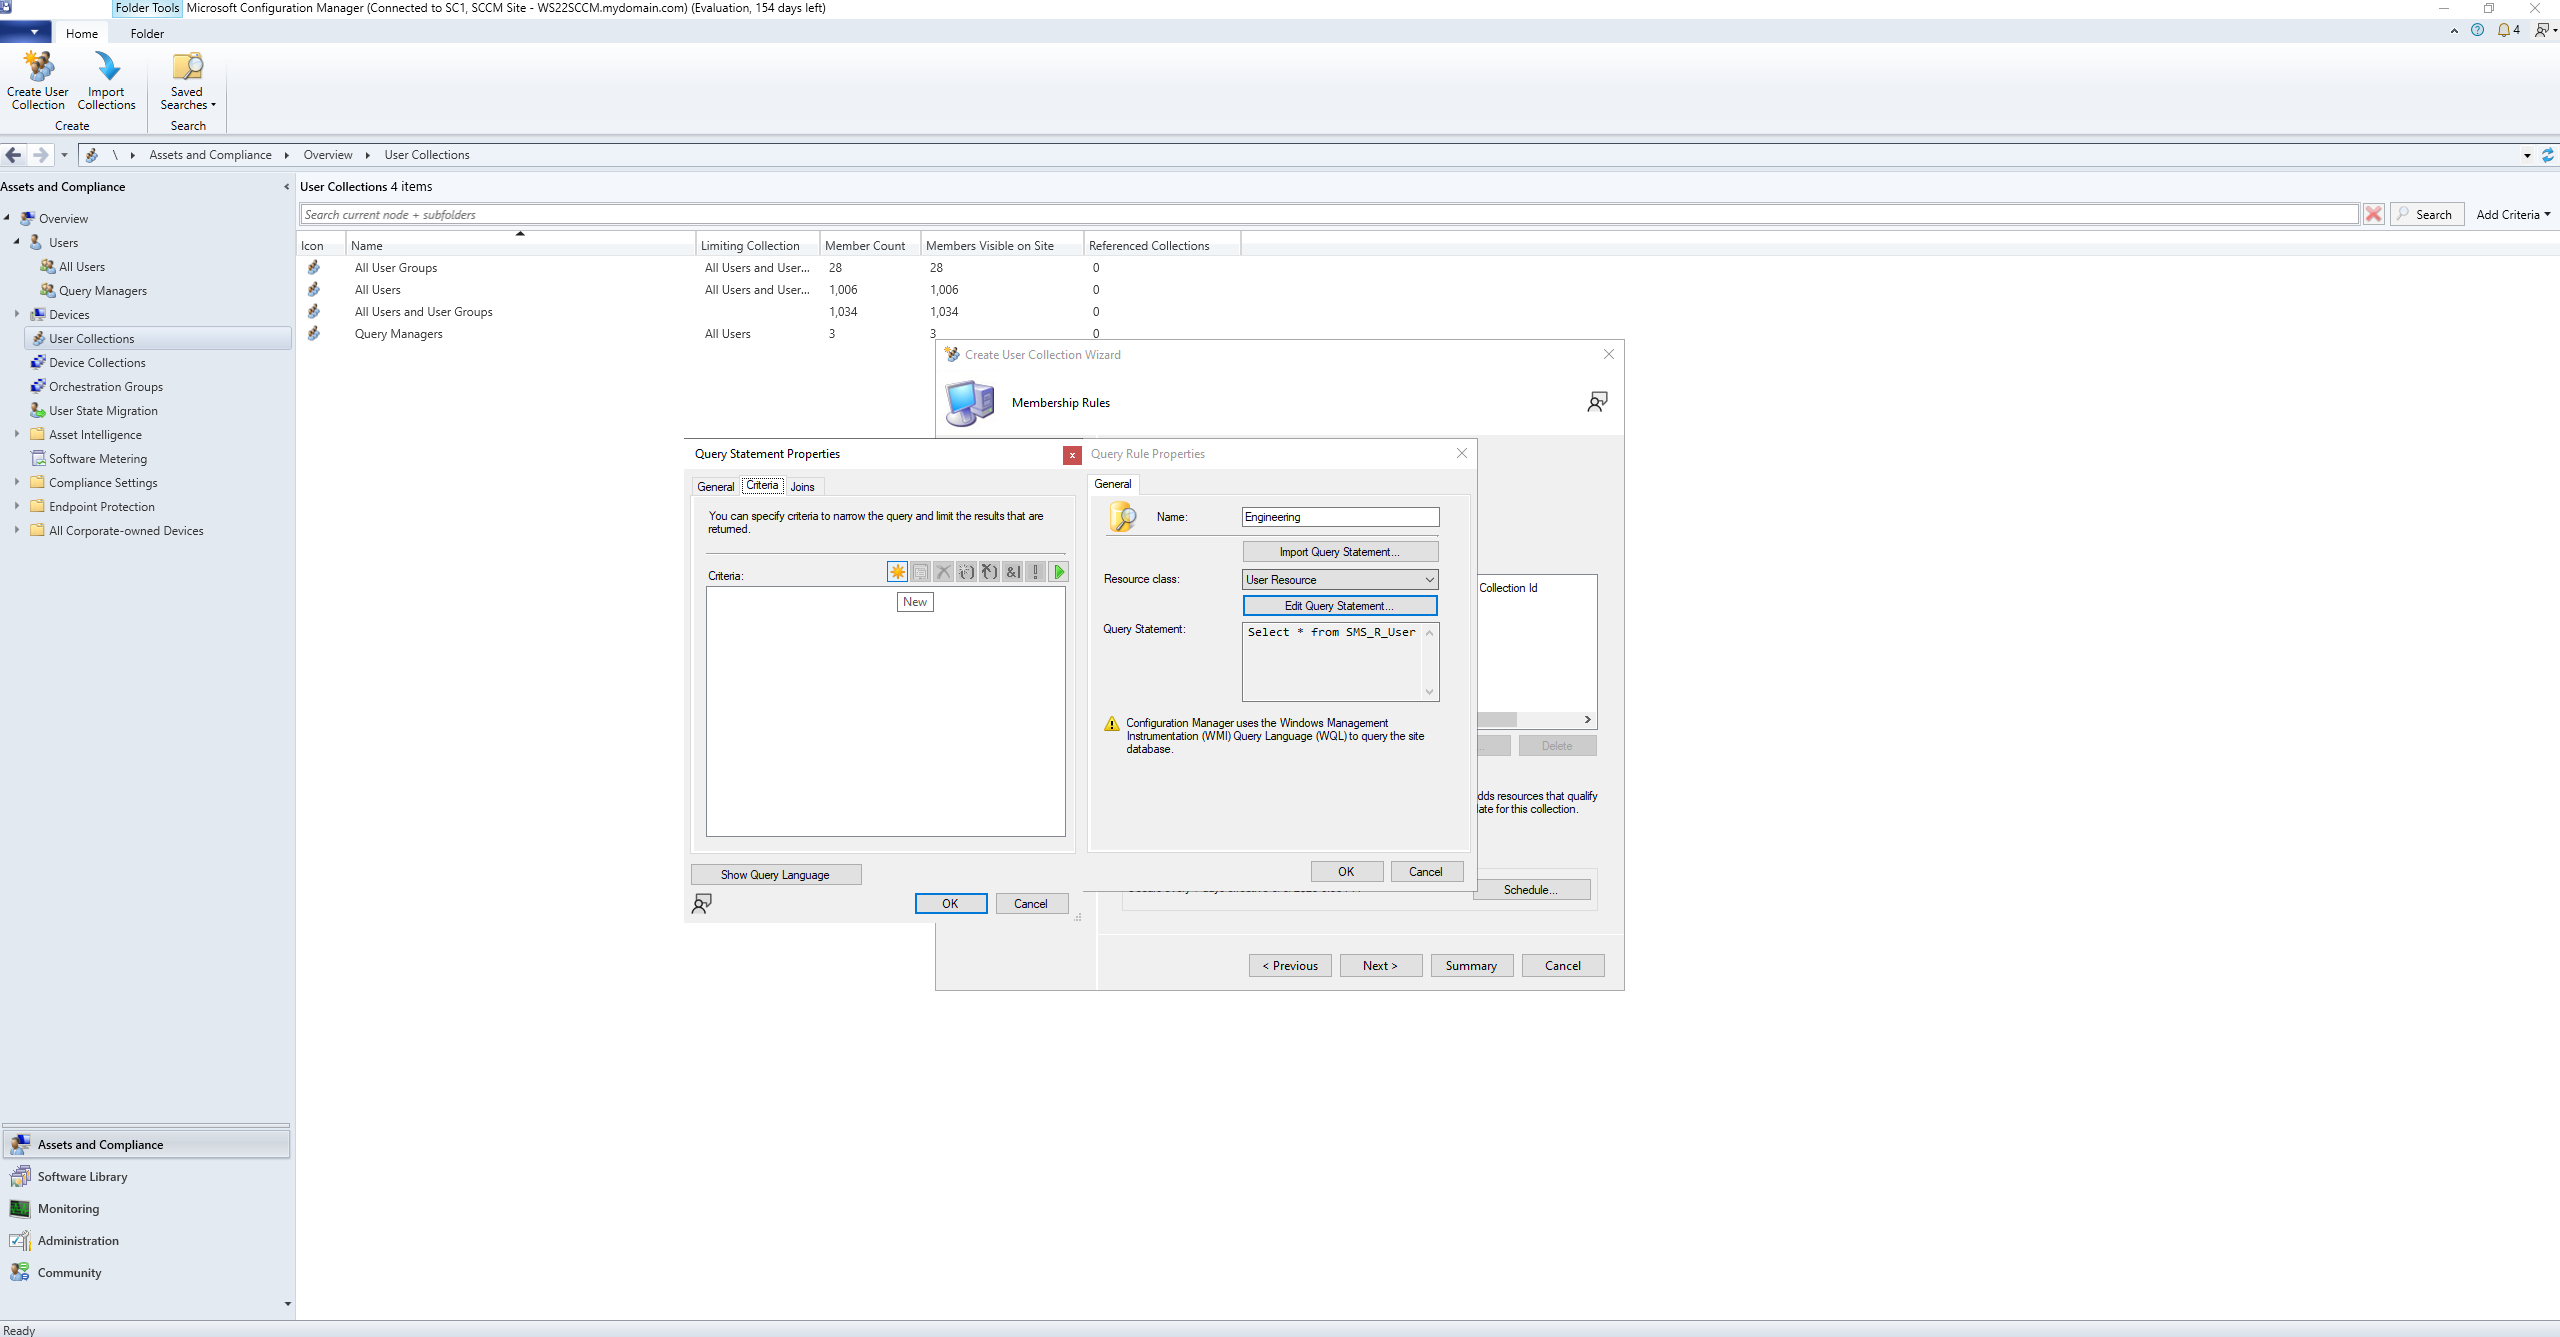 Folder Tools
Microsoft Configuration Manager (Connected to SC1, SCCM Site - WS22SCCM.mydomain.com) (Evaluation, 154 days left)
Home
Folder
4
Create User
Collection
Import
Collections
Saved
Searches
Create
Search
\
Assets and Compliance
Overview
User Collections
Assets and Compliance
Overview
Users
All Users
Query Managers
Devices
User Collections
Device Collections
Orchestration Groups
User State Migration
Asset Intelligence
Software Metering
Compliance Settings
Endpoint Protection
All Corporate-owned Devices
Assets and Compliance
Software Library
Monitoring
Administration
Community
Ready
User Collections 4 items
Search current node + subfolders
Search
Add Criteria
Icon Name Limiting Collection Member Count Members Visible on Site Referenced Collections
All User Groups All Users and User... 28 28 0
All Users All Users and User... 1,006 1,006 0
All Users and User Groups 1,034 1,034 0
Query Managers All Users 3 3 0
Create User Collection Wizard
Membership Rules
Collection Id
Delete
dds resources that qualify
late for this collection.
Schedule...
< Previous
Next >
Summary
Cancel
Query Statement Properties
General
Criteria
Joins
You can specify criteria to narrow the query and limit the results that are
returned.
Criteria:
New
Show Query Language
OK
Cancel
Query Rule Properties
General
Name:
Engineering
Import Query Statement...
Resource class:
User Resource
Edit Query Statement...
Query Statement:
Select * from SMS_R_User
Configuration Manager uses the Windows Management
Instrumentation (WMI) Query Language (WQL) to query the site
database.
OK
Cancel